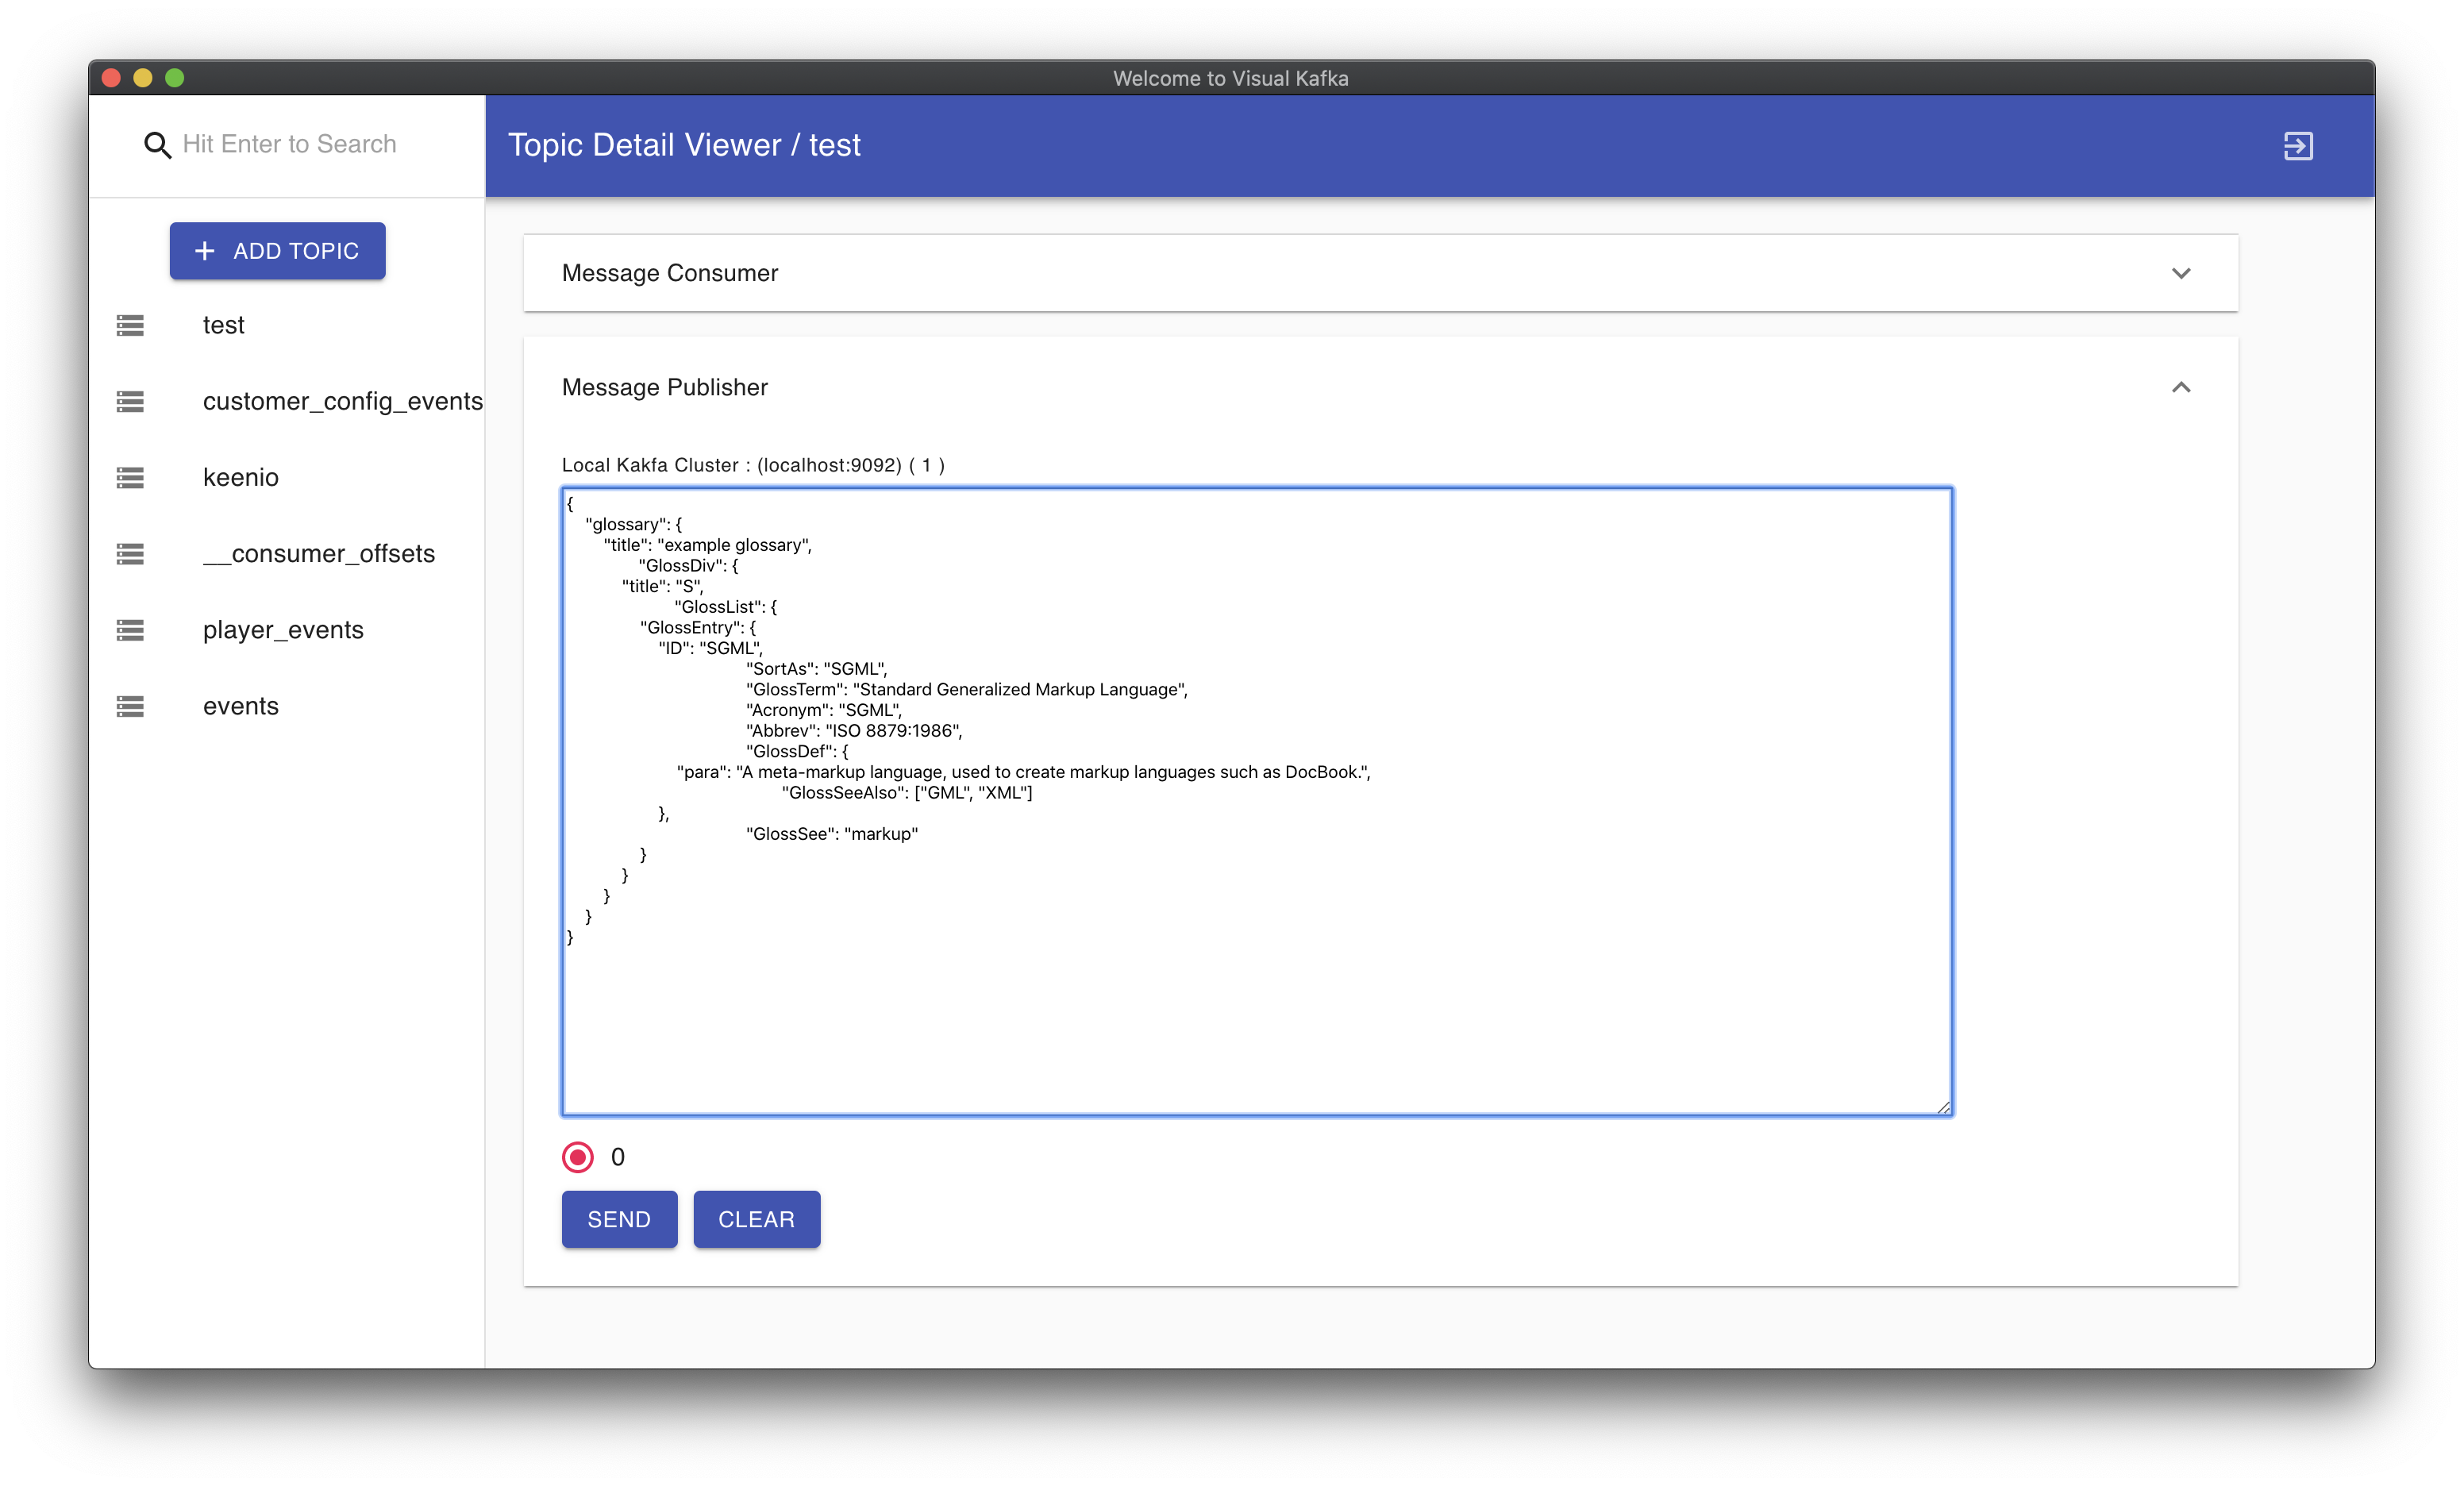 Welcome to Visual Kafka
Hit Enter to Search
Topic Detail Viewer / test
ADD TOPIC
test
customer_config_events
keenio
__consumer_offsets
player_events
events
Message Consumer
Message Publisher
Local Kakfa Cluster : (localhost:9092) ( 1 )
{
"glossary": {
"title": "example glossary",
"GlossDiv": {
"title": "S",
"GlossList": {
"GlossEntry": {
"ID": "SGML",
"SortAs": "SGML",
"GlossTerm": "Standard Generalized Markup Language",
"Acronym": "SGML",
"Abbrev": "ISO 8879:1986",
"GlossDef": {
"para": "A meta-markup language, used to create markup languages such as DocBook.",
"GlossSeeAlso": ["GML", "XML"]
},
"GlossSee": "markup"
}
}
}
}
}
0
SEND
CLEAR